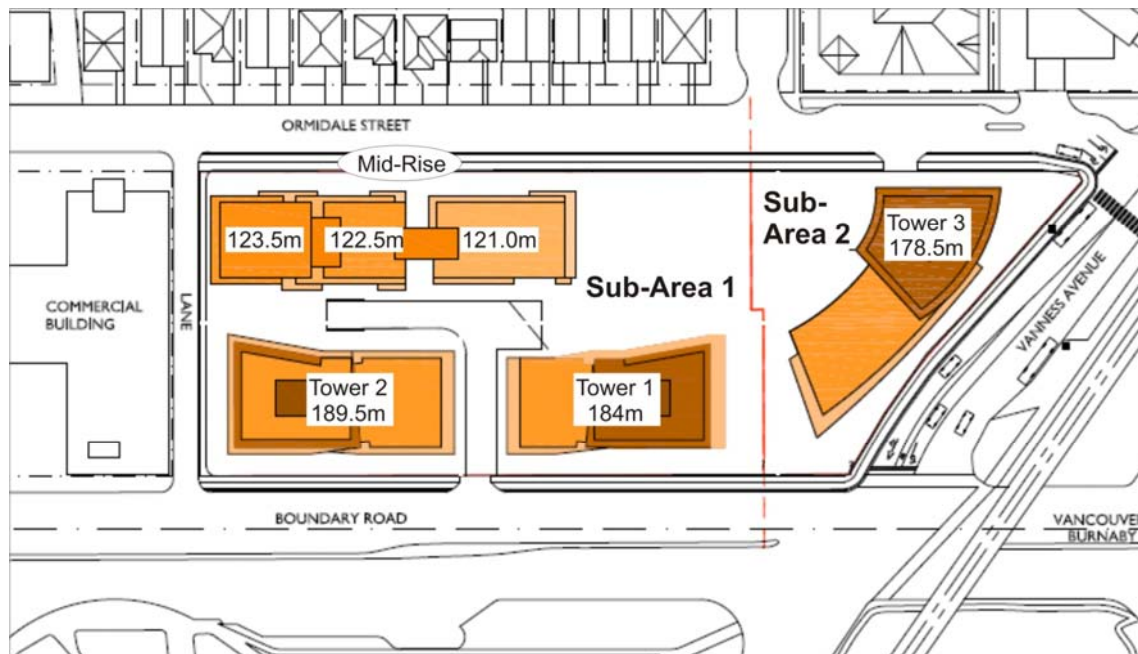 ORMIDALE STREET
Mid-Rise
123.5m
122.5m
121.0m
Sub-Area 1
Sub-
Area 2
Tower 3
178.5m
COMMERCIAL
BUILDING
LANE
VANNESS AVENUE
Tower 2
189.5m
Tower 1
184m
BOUNDARY ROAD
VANCOUVE
BURNABY